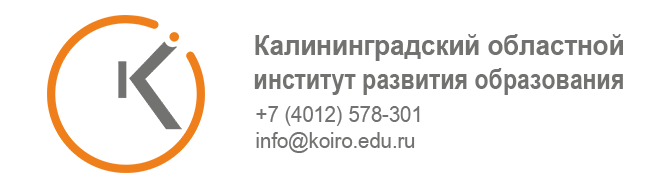 К
Калининградский областной
институт развития образования
+7 (4012) 578-301
info@koiro.edu.ru